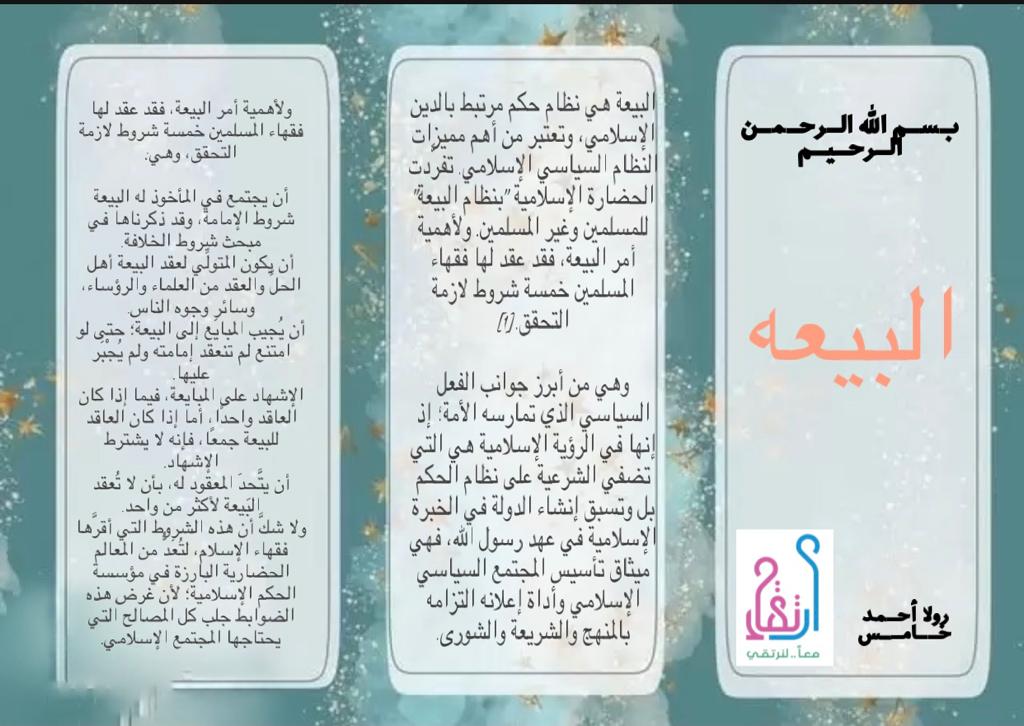 بسم الله الرحمن
الرحيم
البيعه
ارتقاء
معاً..لنرتقي
رولا أحمد
خامس
البيعة هي نظام حكم مرتبط بالدين
الإسلامي، وتعتبر من أهم مميزات
النظام السياسي الإسلامي. تفرَّدت
الحضارة الإسلامية "بنظام البيعة"
للمسلمين وغير المسلمين. ولأهمية
أمر البيعة، فقد عقد لها فقهاء
المسلمين خمسة شروط لازمة
التحقق.[١]
وهي من أبرز جوانب الفعل
السياسي الذي تمارسه الأمة؛ إذ
إنها في الرؤية الإسلامية هي التي
تضفي الشرعية على نظام الحكم
بل وتسبق إنشاء الدولة في الخبرة
الإسلامية في عهد رسول الله، فهي
ميثاق تأسيس المجتمع السياسي
الإسلامي وأداة إعلانه التزامه
بالمنهج والشريعة والشورى.
ولأهمية أمر البيعة، فقد عقد لها
فقهاء المسلمين خمسة شروط لازمة
التحقق، وهي:
أن يجتمع في المأخوذ له البيعة
شروط الإمامة، وقد ذكرناها في
مبحث شروط الخلافة.
أن يكون المتولِّي لعقد البيعة أهل
الحلِّ والعقد من العلماء والرؤساء،
وسائر وجوه الناس.
أن يُجيب المبايَع إلى البيعة؛ حتى لو
امتنع لم تنعقد إمامته ولم يُجْبَر
عليها.
الإشهاد على المبايعة، فيما إذا كان
العاقد واحدًا، أما إذا كان العاقد
للبيعة جمعًا، فإنه لا يشترط
الإشهاد.
أن يتَّحدَ المعقود له، بأن لا تُعقد
البَيعة لأكثر من واحد.
ولا شكَّ أن هذه الشروط التي أقرَّها
فقهاء الإسلام، لتُعدُّ من المعالم
الحضارية البارزة في مؤسسة
الحكم الإسلامية؛ لأن غرض هذه
الضوابط جلب كل المصالح التي
يحتاجها المجتمع الإسلامي.